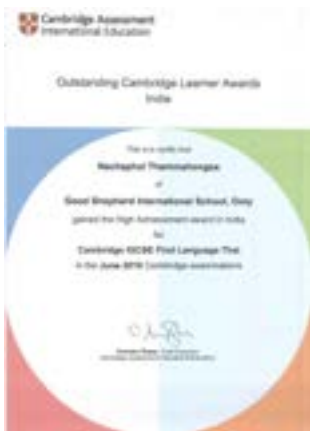 Cambridge Assessment
International Education
Outstanding Cambridge Learner Awards
India
This is to certify that
of
Good Shepherd International School, Ooty
gained the High Achievement award in India
for
Cambridge IGCSE First Language Thai
in the June 2019 Cambridge examinations